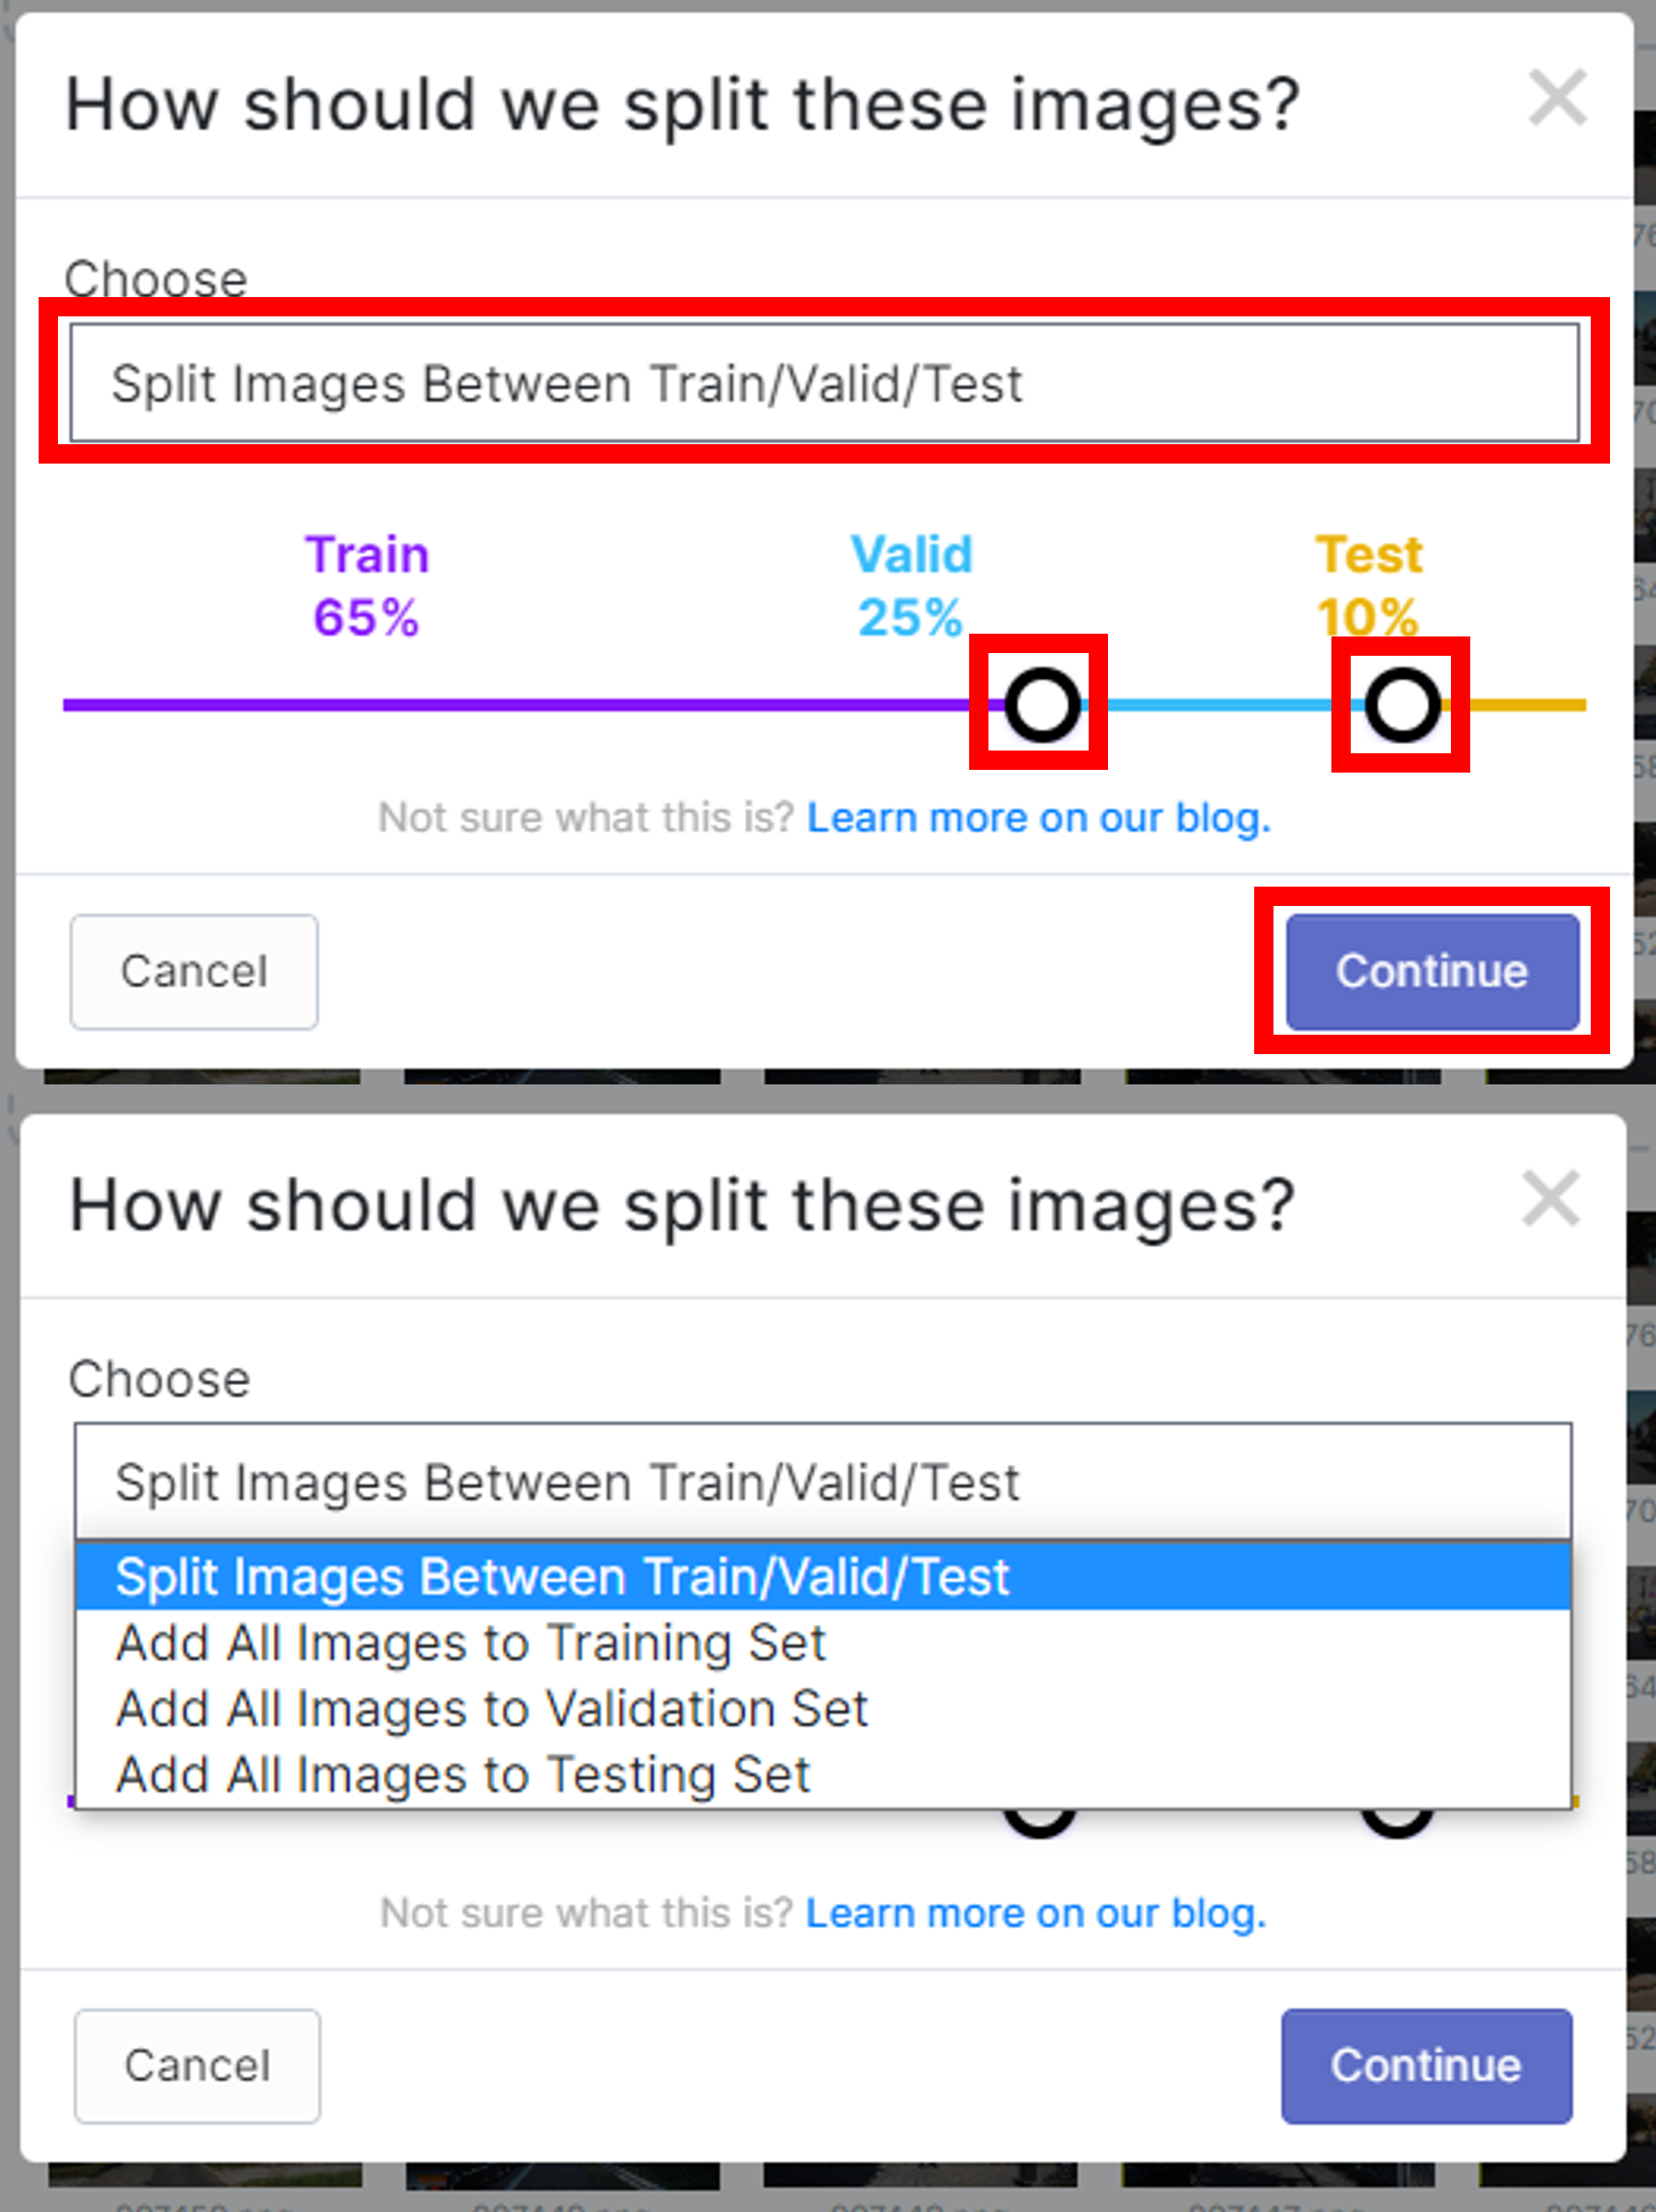 How should we split these images?
Choose
Split Images Between Train/Valid/Test
Train Valid Test
65% 25% 10%
Not sure what this is? Learn more on our blog.
Cancel Continue
How should we split these images?
Choose
Split Images Between Train/Valid/Test
Split Images Between Train/Valid/Test
Add All Images to Training Set
Add All Images to Validation Set
Add All Images to Testing Set
Not sure what this is? Learn more on our blog.
Cancel Continue